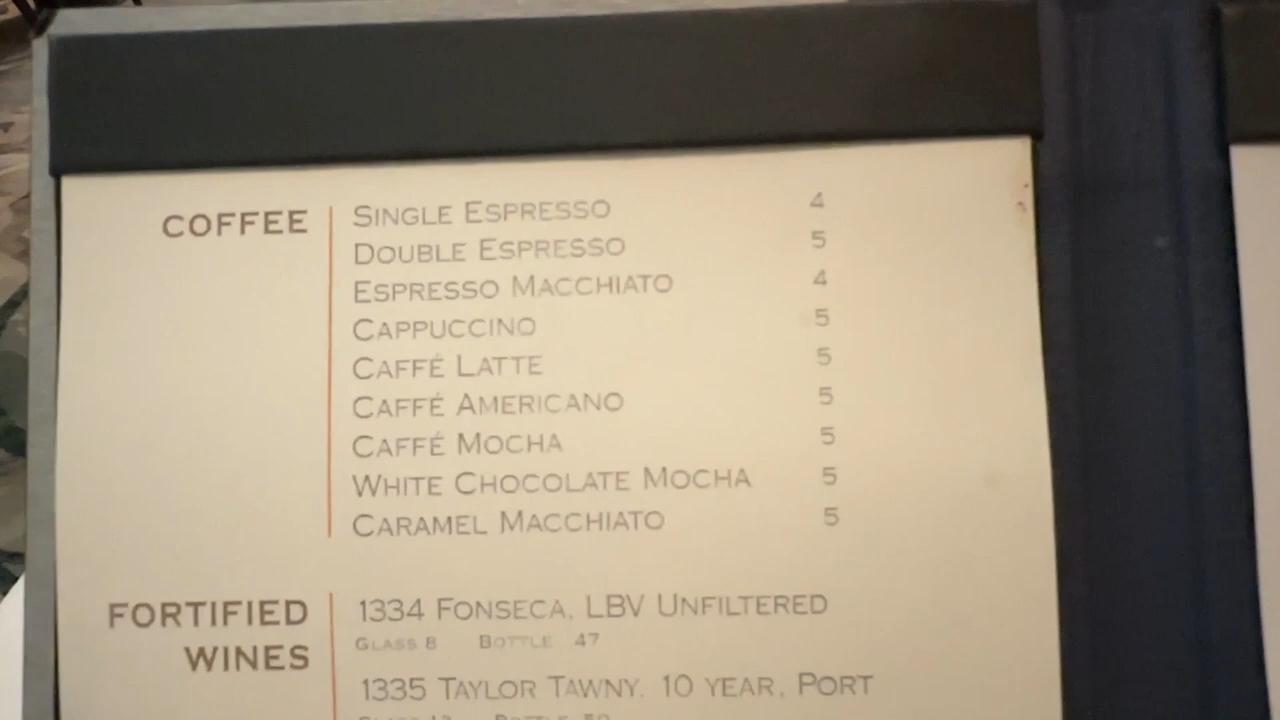 COFFEE
SINGLE ESPRESSO 4
DOUBLE ESPRESSO 5
ESPRESSO MACCHIATO 4
CAPPUCCINO 5
CAFFÉ LATTE 5
CAFFÉ AMERICANO 5
CAFFÉ MOCHA 5
WHITE CHOCOLATE MOCHA 5
CARAMEL MACCHIATO 5
FORTIFIED
WINES
1334 FONSECA, LBV UNFILTERED
GLASS 8 BOTTLE 47
1335 TAYLOR TAWNY, 10 YEAR, PORT